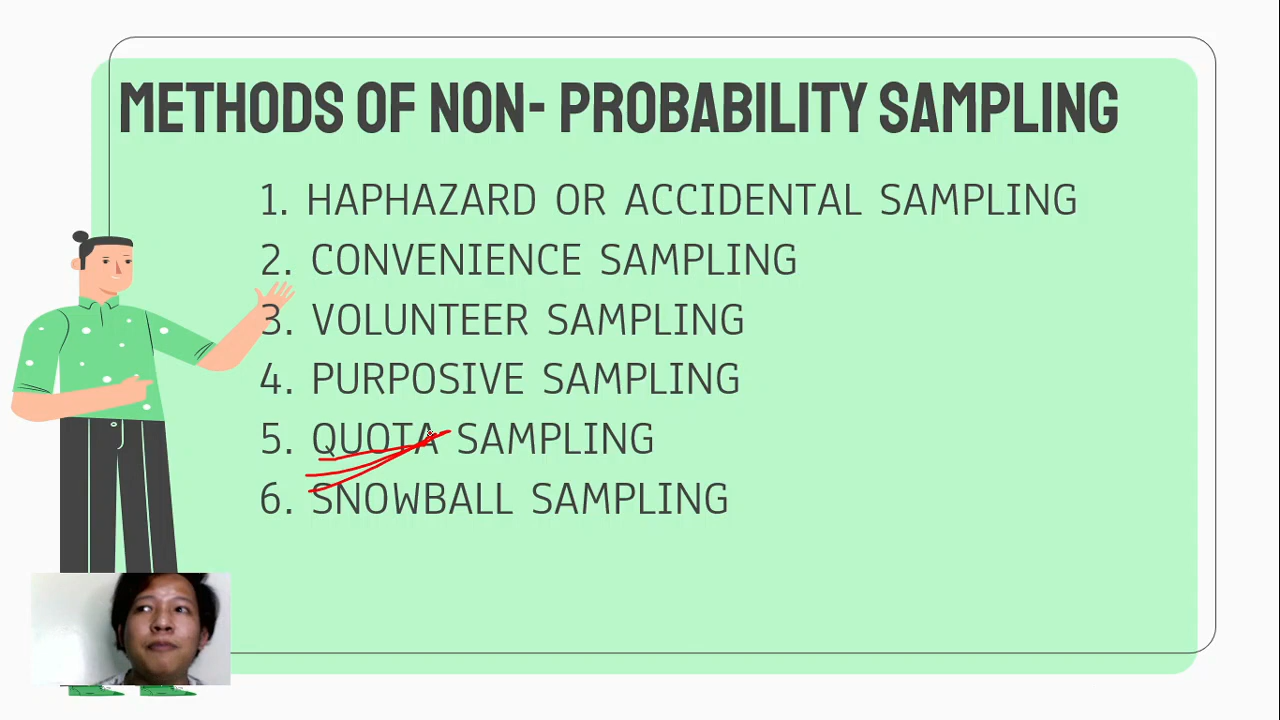 METHODS OF NON- PROBABILITY SAMPLING
1. HAPHAZARD OR ACCIDENTAL SAMPLING
2. CONVENIENCE SAMPLING
3. VOLUNTEER SAMPLING
4. PURPOSIVE SAMPLING
5. QUOTA SAMPLING
6. SNOWBALL SAMPLING